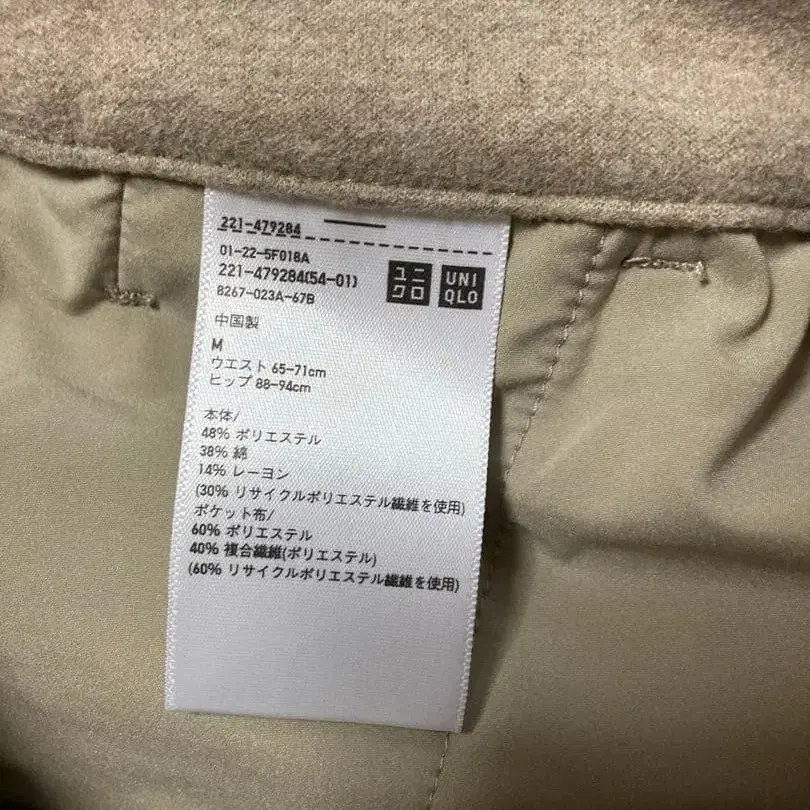 221-479284
01-22-5F018A
221-479284(54-01)
8267-023A-67B
ユニ
クロ
UNI
QLO
中国製
M
ウエスト 65-71cm
ヒップ 88-94cm
本体/
48% ポリエステル
38% 綿
14% レーヨン
(30% リサイクルポリエステル繊維を使用)
ポケット布/
60% ポリエステル
40% 複合繊維(ポリエステル)
(60% リサイクルポリエステル繊維を使用)